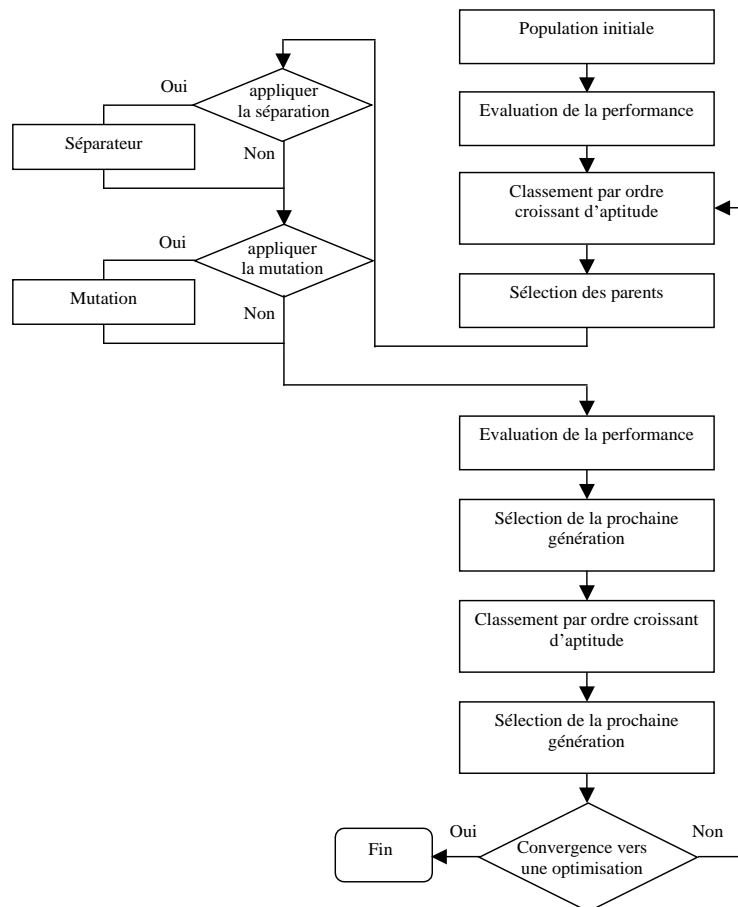 Population initiale
Evaluation de la performance
Classement par ordre
croissant d’aptitude
Sélection des parents
Oui
appliquer
la séparation
Séparateur
Non
Oui
appliquer
la mutation
Mutation
Non
Evaluation de la performance
Sélection de la prochaine
génération
Classement par ordre croissant
d’aptitude
Sélection de la prochaine
génération
Convergence vers
une optimisation
Oui
Non
Fin